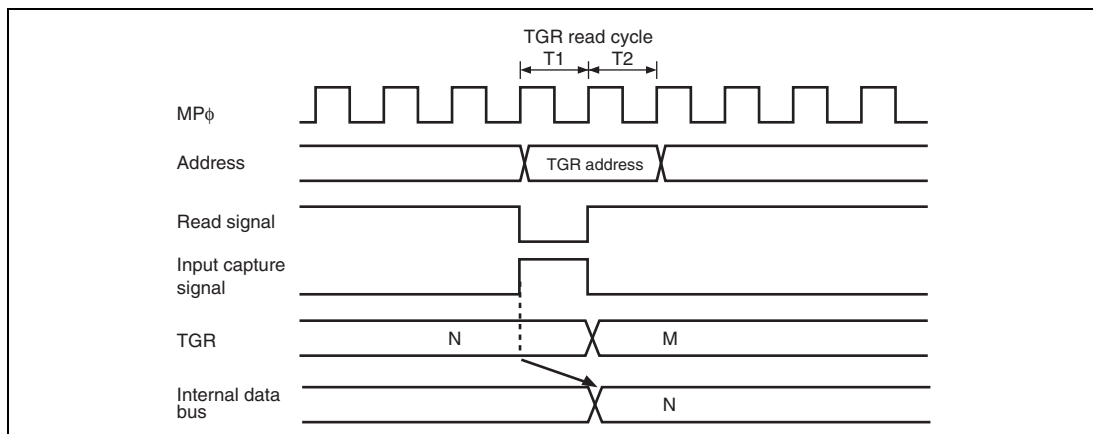 TGR read cycle
T1 T2
MPϕ
Address
TGR address
Read signal
Input capture
signal
TGR
N M
Internal data
bus
N